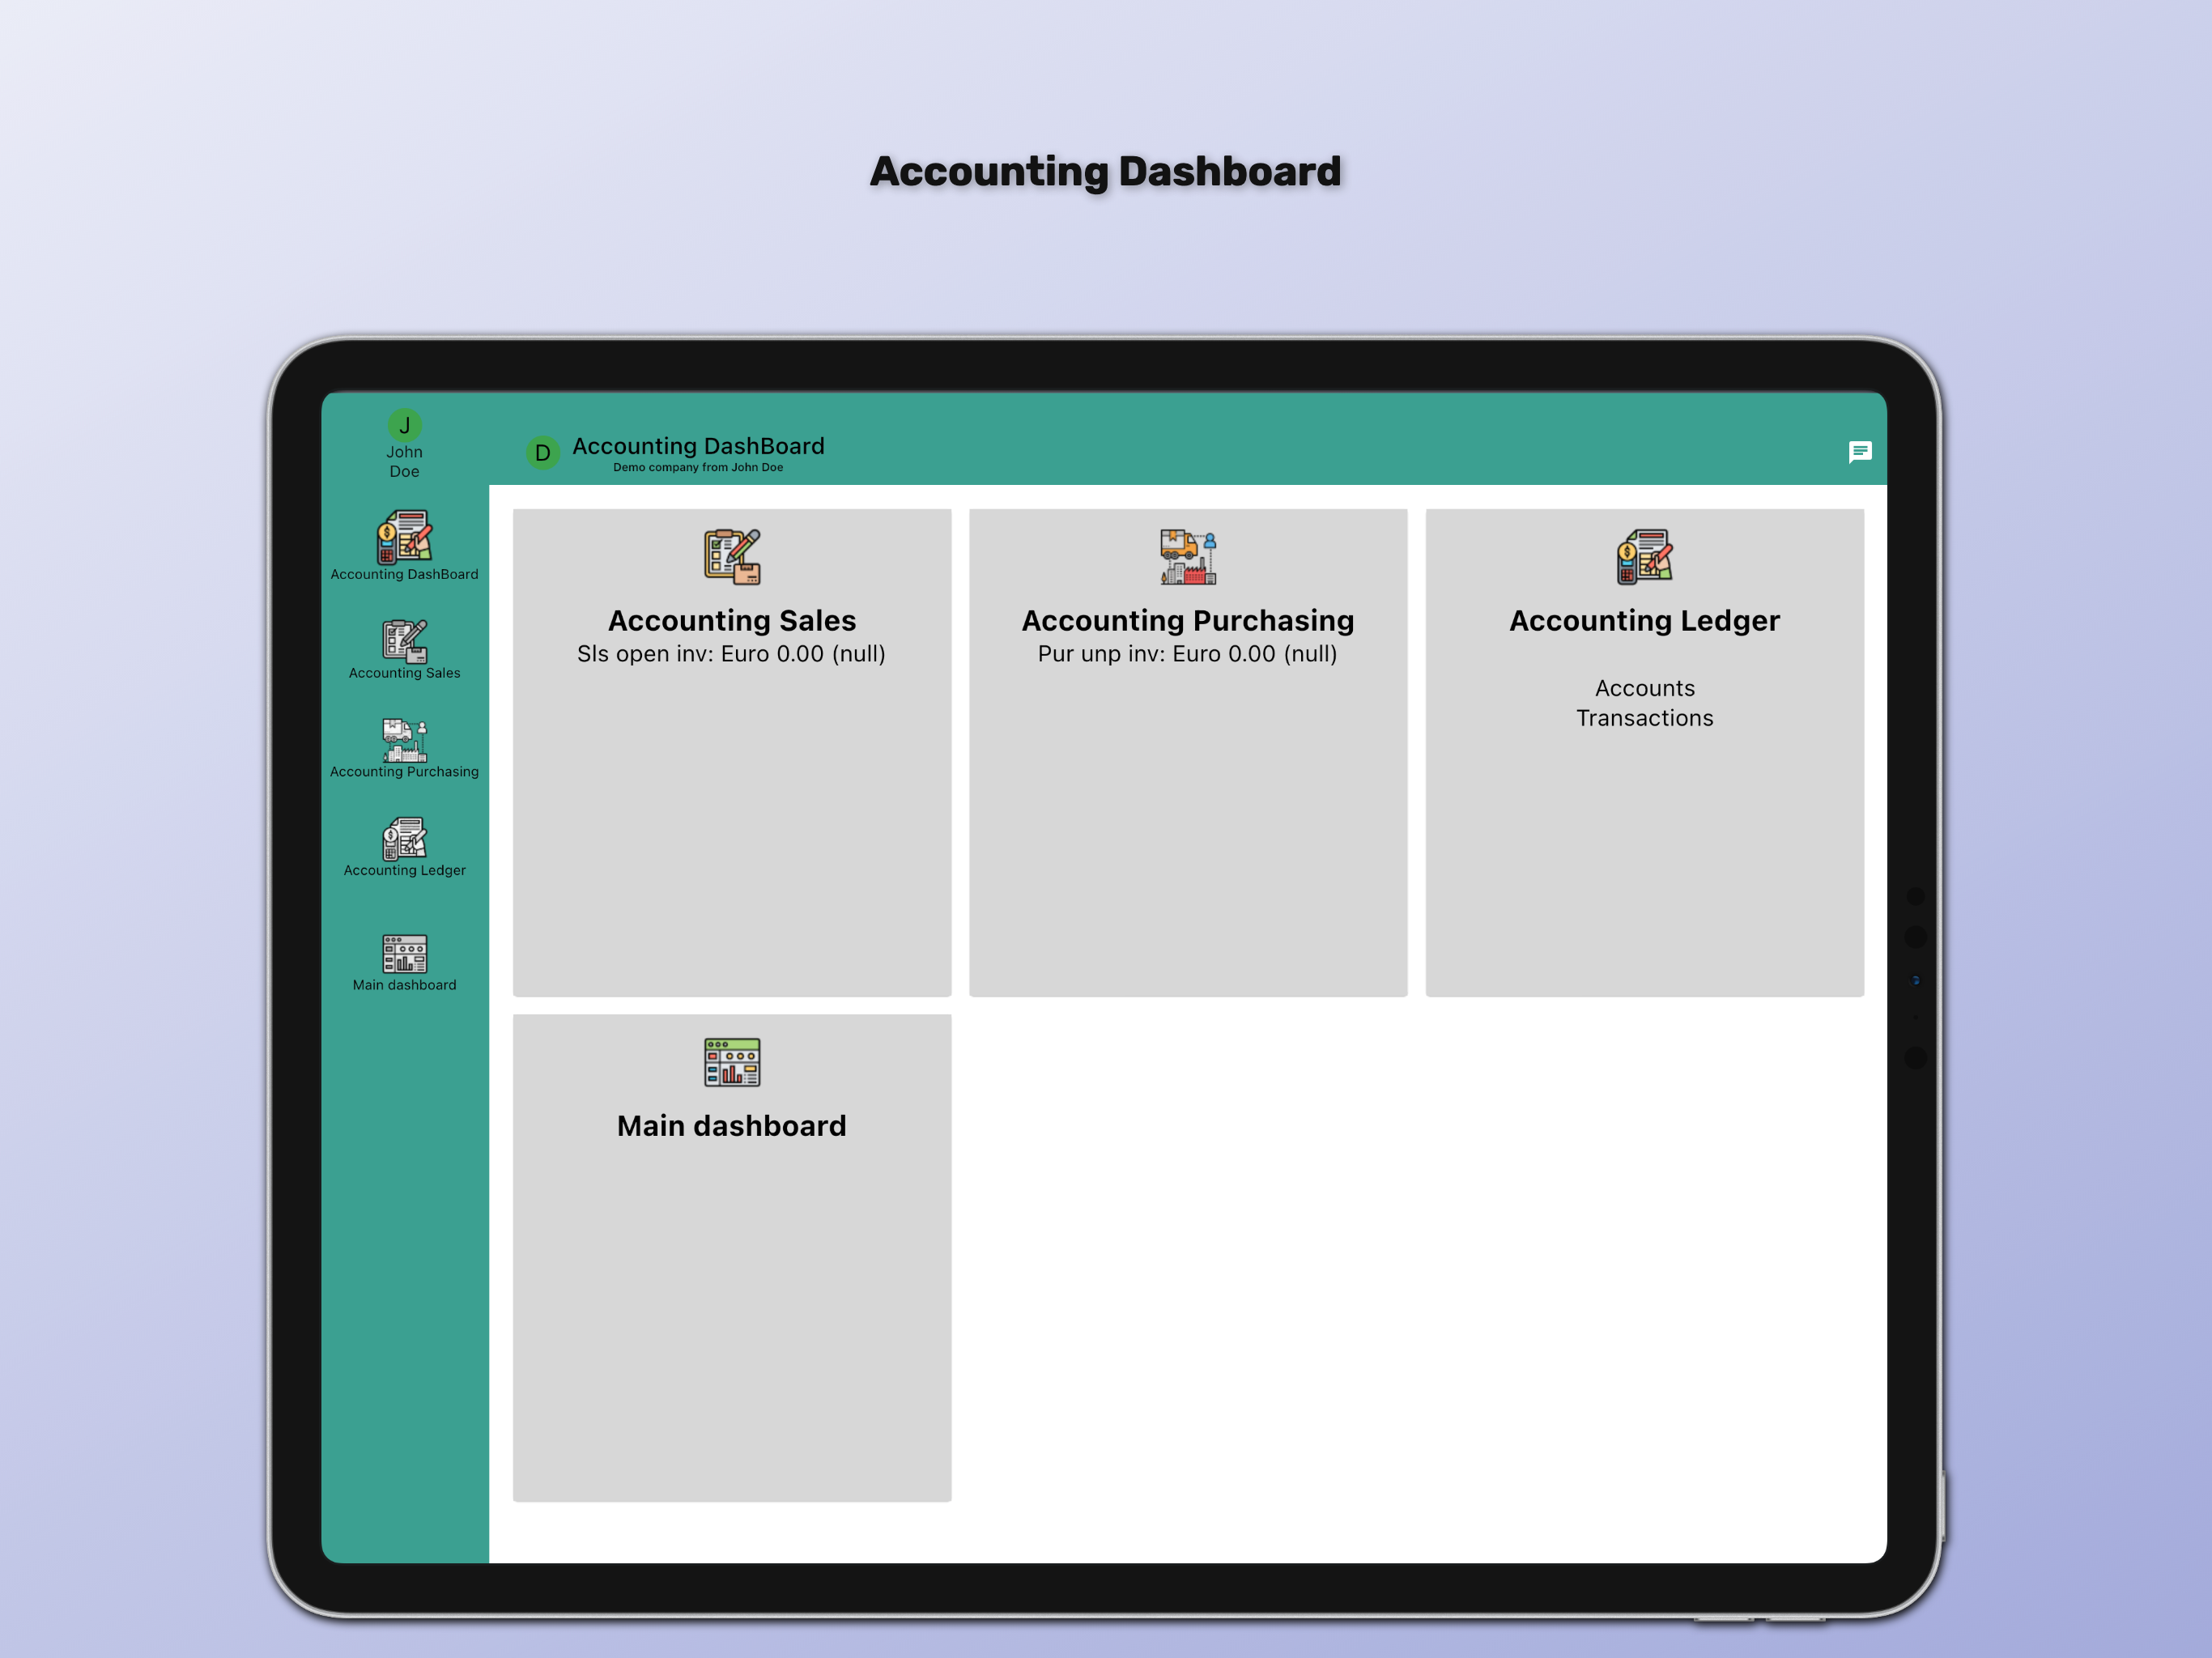 Accounting Dashboard
J
John
Doe
D
Accounting DashBoard
Demo company from John Doe
Accounting DashBoard
Accounting Sales
Accounting Purchasing
Accounting Ledger
Main dashboard
Accounting Sales
Sls open inv: Euro 0.00 (null)
Accounting Purchasing
Pur unp inv: Euro 0.00 (null)
Accounting Ledger
Accounts
Transactions
Main dashboard